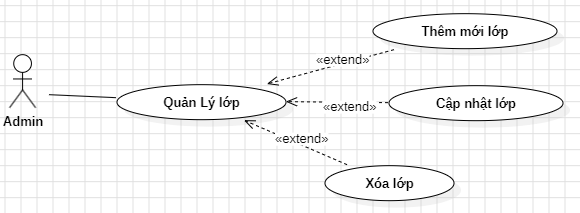 Thêm mới lớp
«extend»
Quản Lý lớp
«extend»
Cập nhật lớp
Admin
«extend»
Xóa lớp